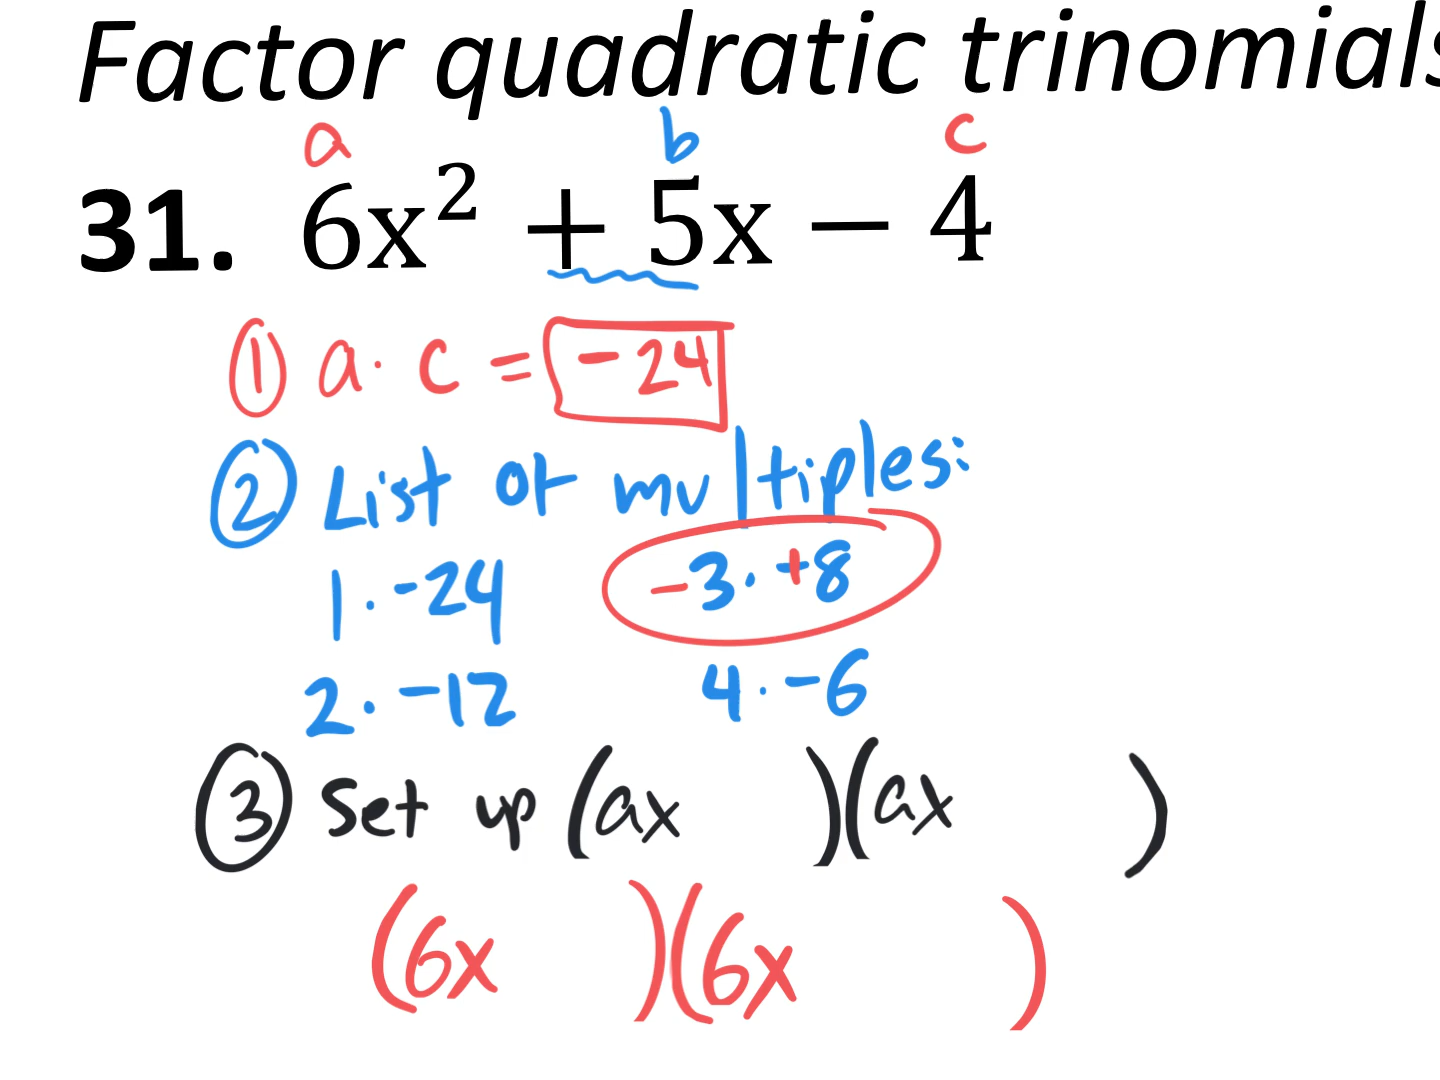 Factor quadratic trinomials
a b c
31. 6x² + 5x − 4
① a · c = -24
② List of multiples:
1 · -24 -3 · +8
2 · -12 4 · -6
③ Set up (ax )(ax )
(6x )(6x )